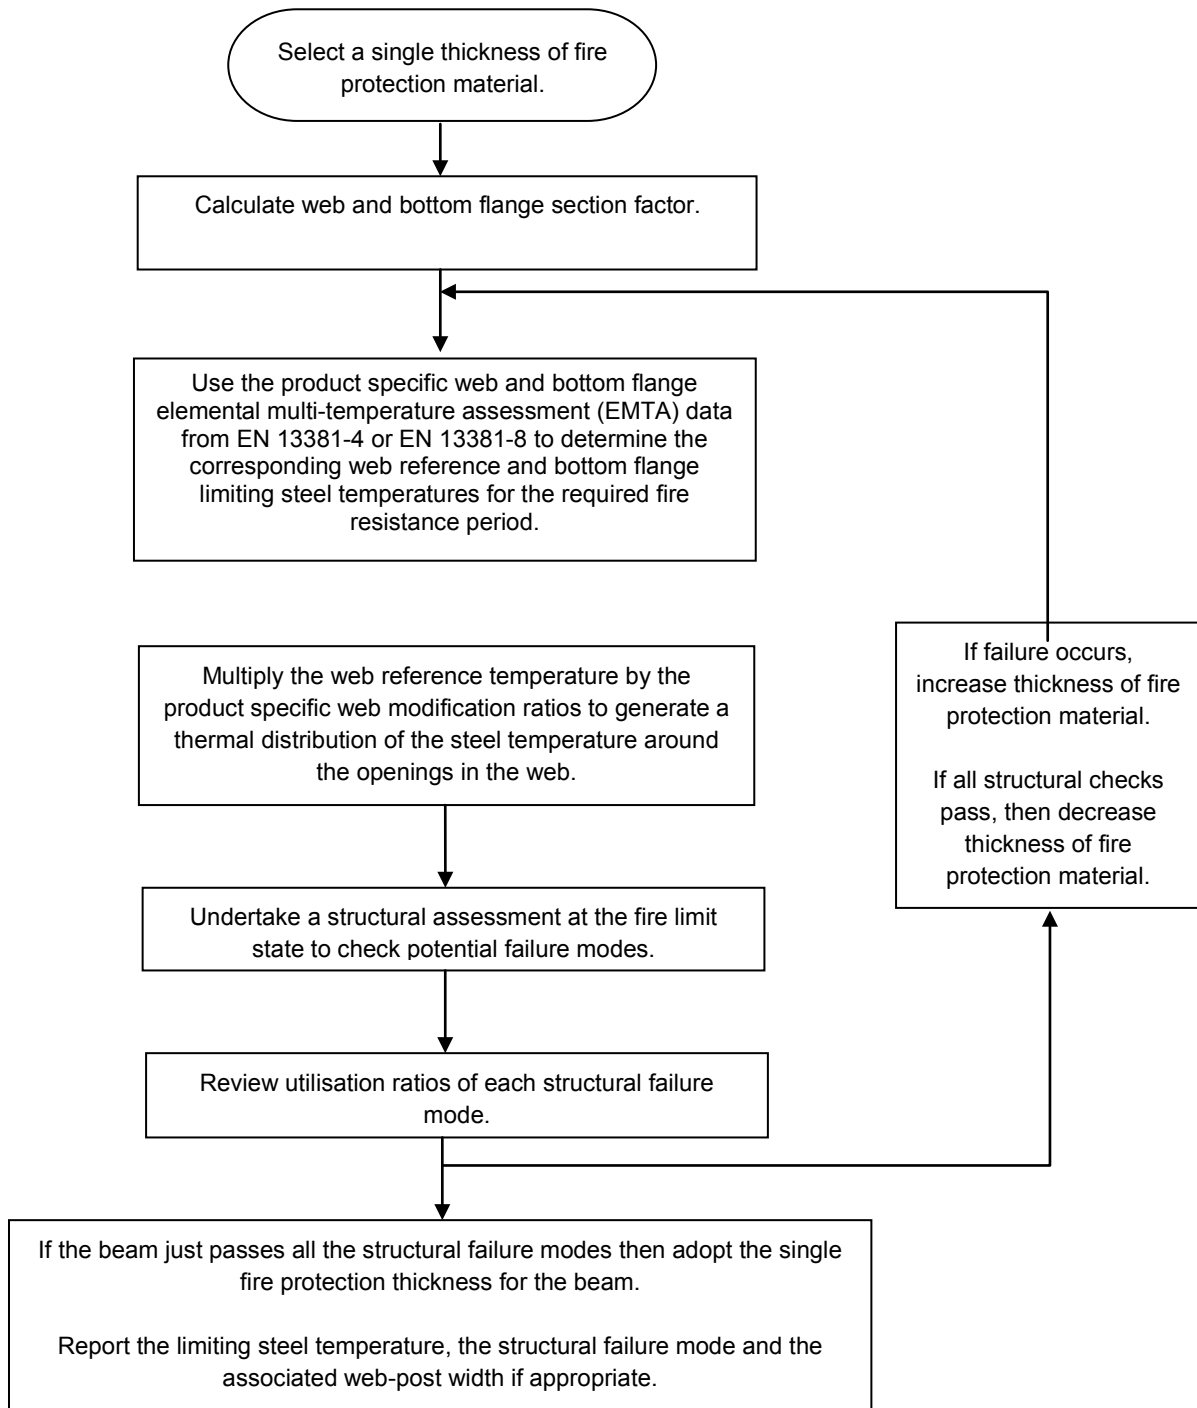 Select a single thickness of fire
protection material.
Calculate web and bottom flange section factor.
Use the product specific web and bottom flange
elemental multi-temperature assessment (EMTA) data
from EN 13381-4 or EN 13381-8 to determine the
corresponding web reference and bottom flange
limiting steel temperatures for the required fire
resistance period.
Multiply the web reference temperature by the
product specific web modification ratios to generate a
thermal distribution of the steel temperature around
the openings in the web.
If failure occurs,
increase thickness of fire
protection material.
If all structural checks
pass, then decrease
thickness of fire
protection material.
Undertake a structural assessment at the fire limit
state to check potential failure modes.
Review utilisation ratios of each structural failure
mode.
If the beam just passes all the structural failure modes then adopt the single
fire protection thickness for the beam.
Report the limiting steel temperature, the structural failure mode and the
associated web-post width if appropriate.